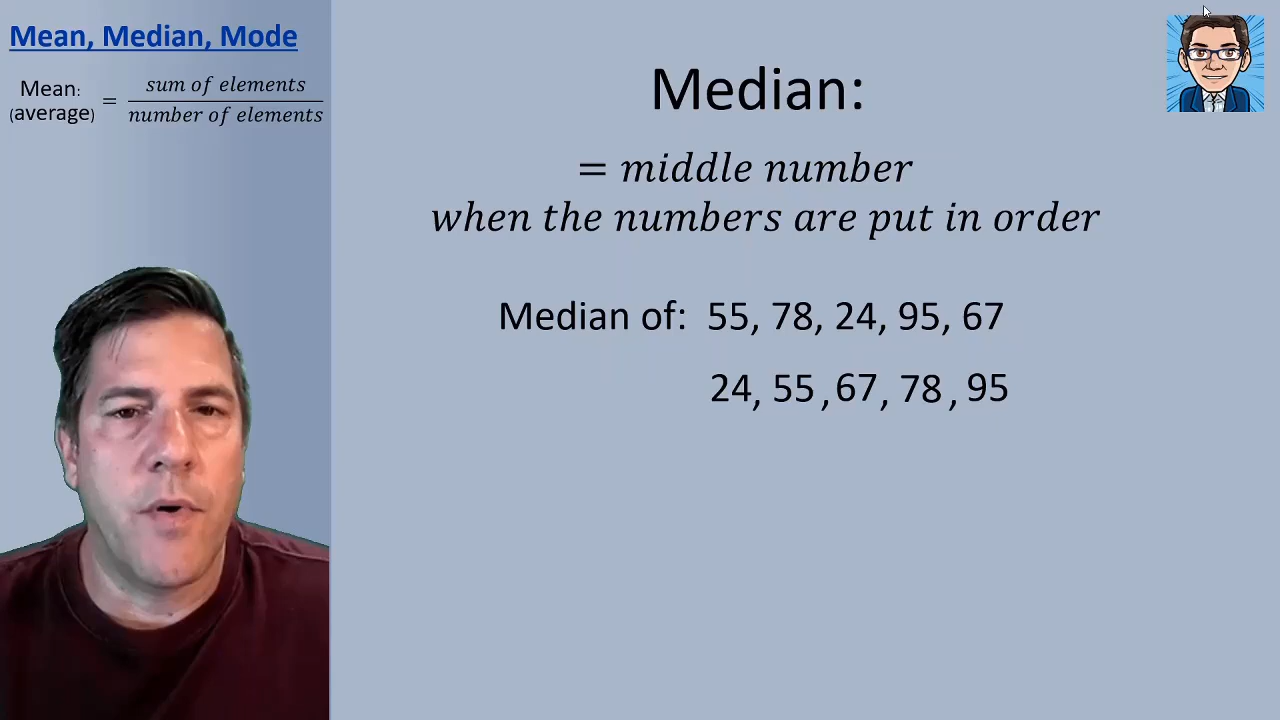 Mean, Median, Mode
Mean: (average) = sum of elements / number of elements
Median:
= middle number
when the numbers are put in order
Median of: 55, 78, 24, 95, 67
24, 55, 67, 78, 95